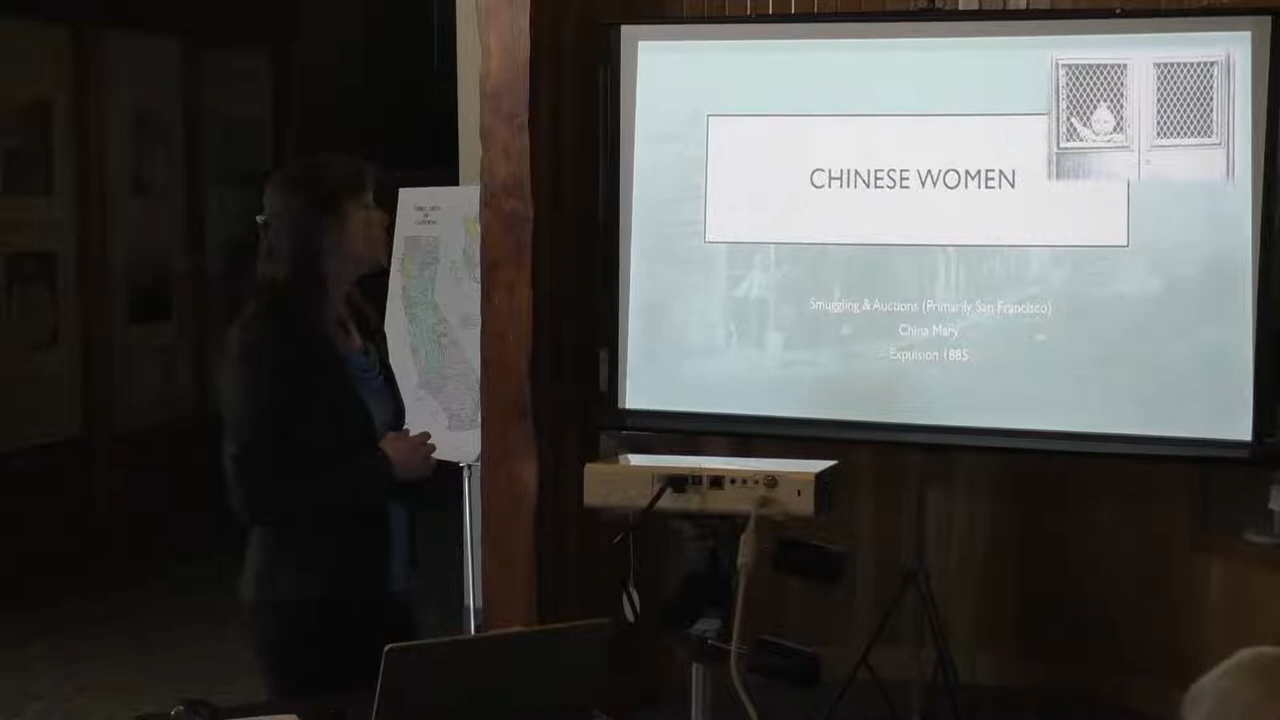 CHINESE WOMEN
Smuggling & Auctions (Primarily San Francisco)
China Mary
Expulsion 1885